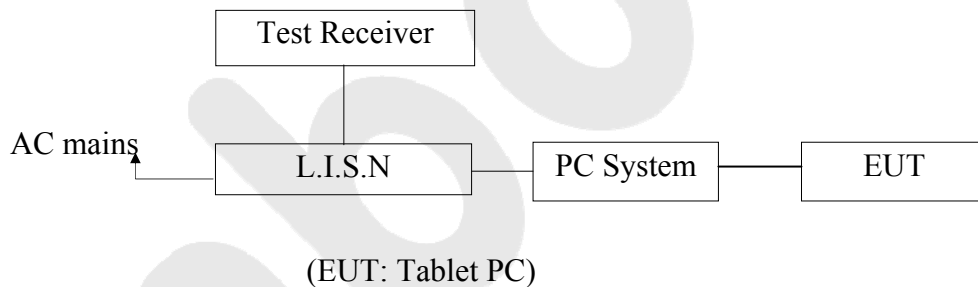 Test Receiver
AC mains
L.I.S.N
PC System
EUT
(EUT: Tablet PC)